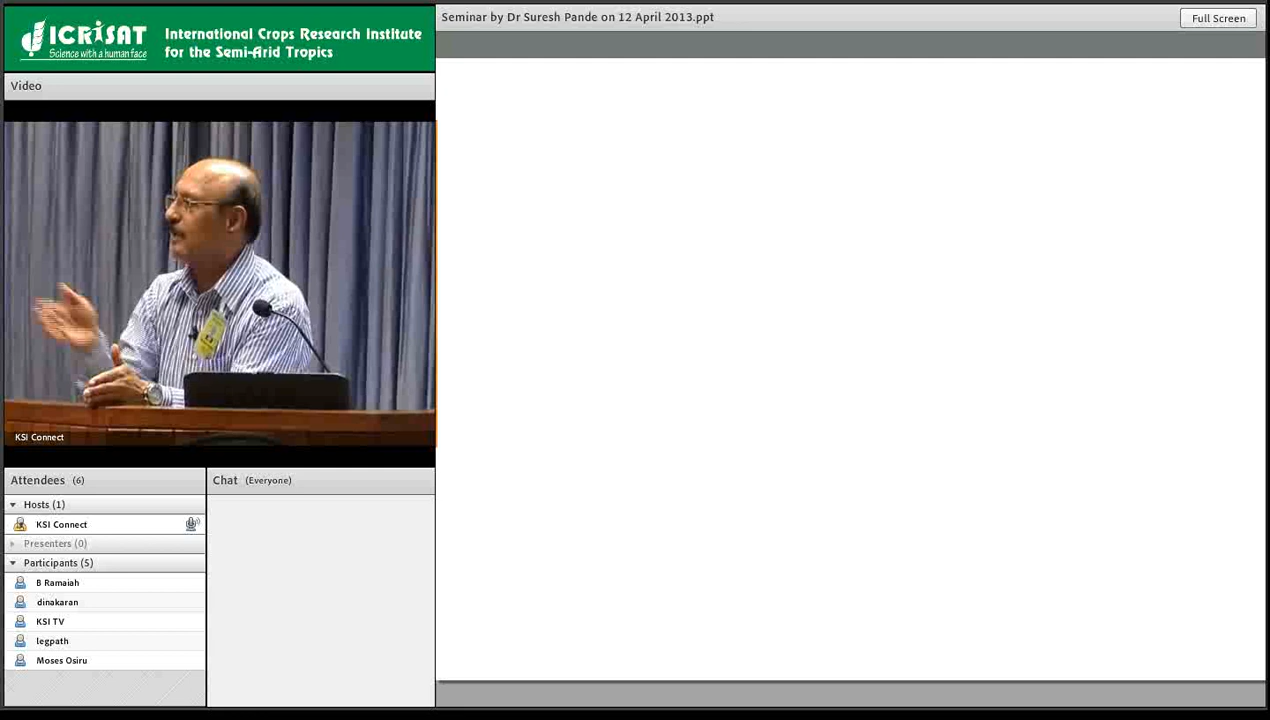 ICRISAT
Science with a human face
International Crops Research Institute
for the Semi-Arid Tropics
Seminar by Dr Suresh Pande on 12 April 2013.ppt
Full Screen
Video
KSI Connect
Attendees (6)
Hosts (1)
KSI Connect
Presenters (0)
Participants (5)
B Ramaiah
dinakaran
KSI TV
legpath
Moses Osiru
Chat (Everyone)